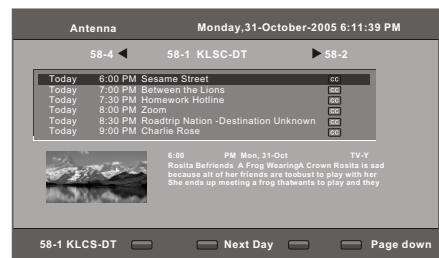 Antenna Monday,31-October-2005 6:11:39 PM
58-4 58-1 KLSC-DT 58-2
Today 6:00 PM Sesame Street CC
Today 7:00 PM Between the Lions CC
Today 7:30 PM Homework Hotline CC
Today 8:00 PM Zoom CC
Today 8:30 PM Roadtrip Nation -Destination Unknown CC
Today 9:00 PM Charlie Rose CC
6:00 PM Mon, 31-Oct TV-Y
Rosita Befriends A Frog WearingA Crown Rosita is sad
because alt of her friends are toobust to play with her
She ends up meeting a frog thatwants to play and they
58-1 KLCS-DT Next Day Page down